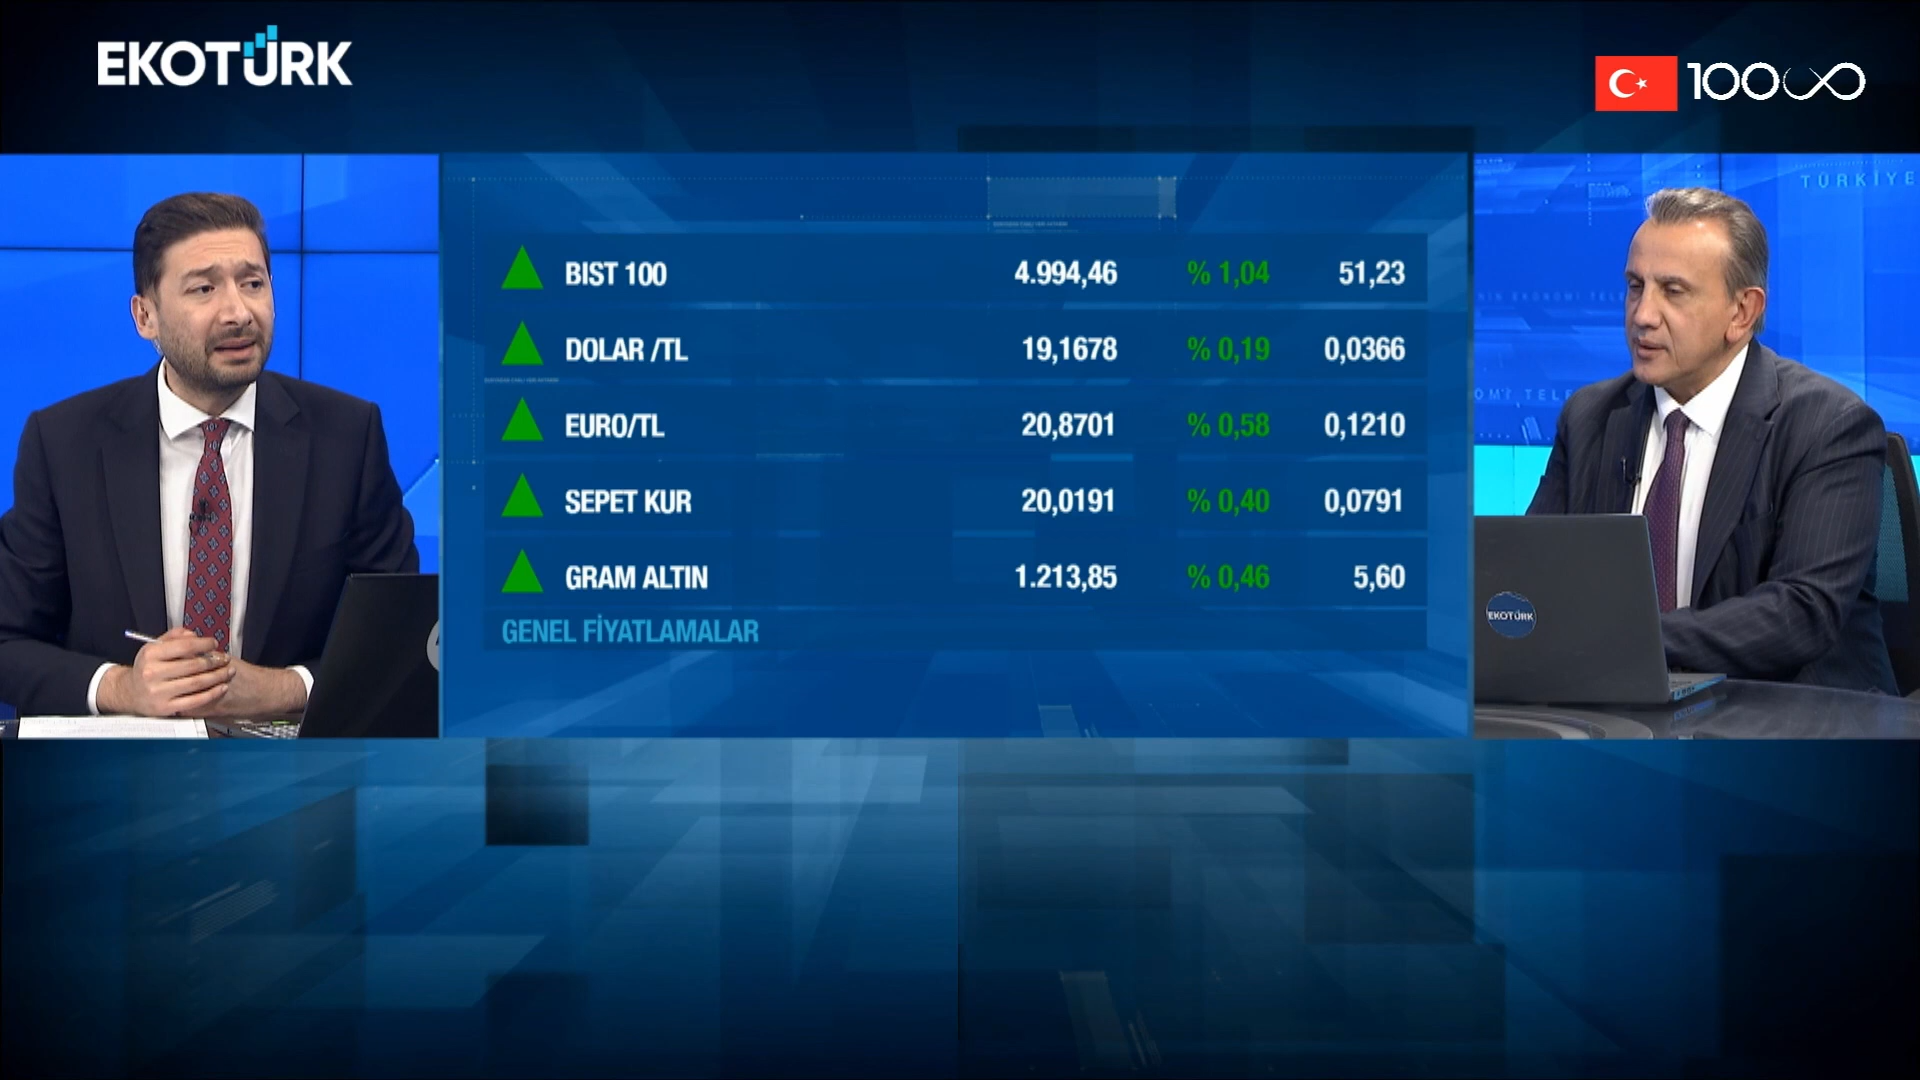 EKOTÜRK
100
TÜRKİYE
BIST 100 4.994,46 % 1,04 51,23
DOLAR /TL 19,1678 % 0,19 0,0366
EURO/TL 20,8701 % 0,58 0,1210
SEPET KUR 20,0191 % 0,40 0,0791
GRAM ALTIN 1.213,85 % 0,46 5,60
GENEL FİYATLAMALAR
EKOTÜRK